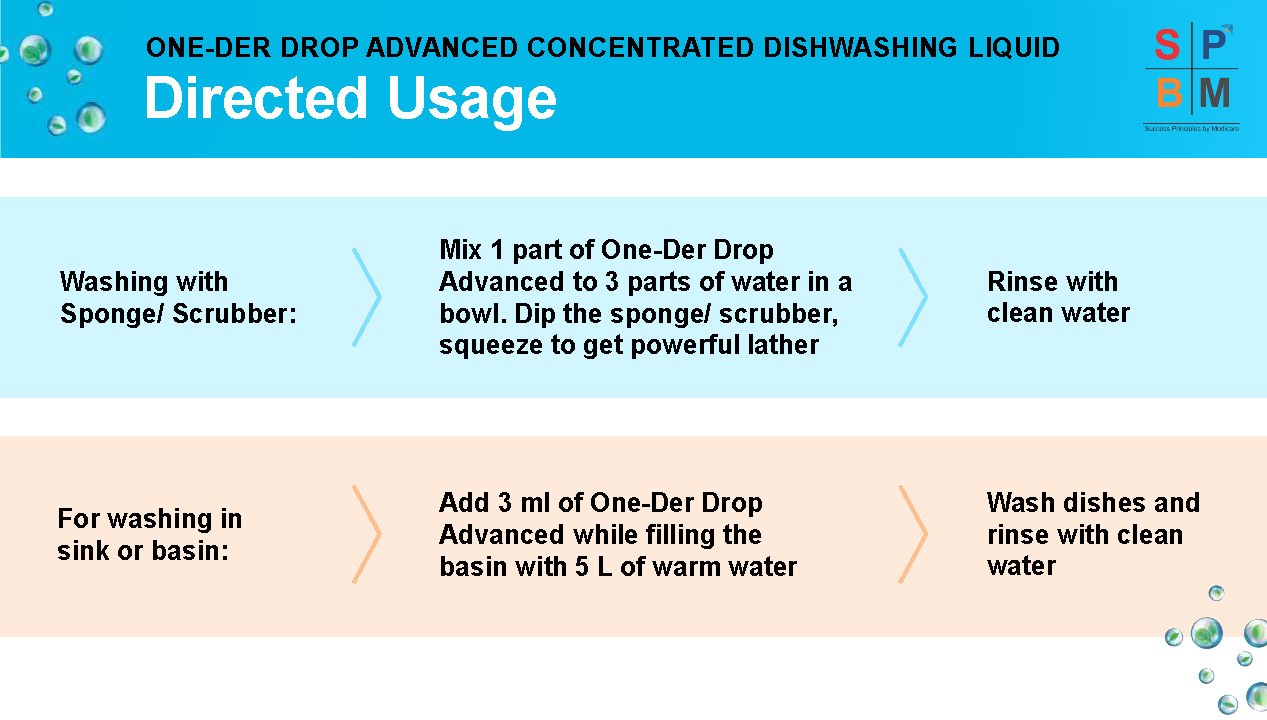 ONE-DER DROP ADVANCED CONCENTRATED DISHWASHING LIQUID
Directed Usage
S P
B M
Success Principles by Modicare
Washing with
Sponge/ Scrubber:
Mix 1 part of One-Der Drop
Advanced to 3 parts of water in a
bowl. Dip the sponge/ scrubber,
squeeze to get powerful lather
Rinse with
clean water
For washing in
sink or basin:
Add 3 ml of One-Der Drop
Advanced while filling the
basin with 5 L of warm water
Wash dishes and
rinse with clean
water